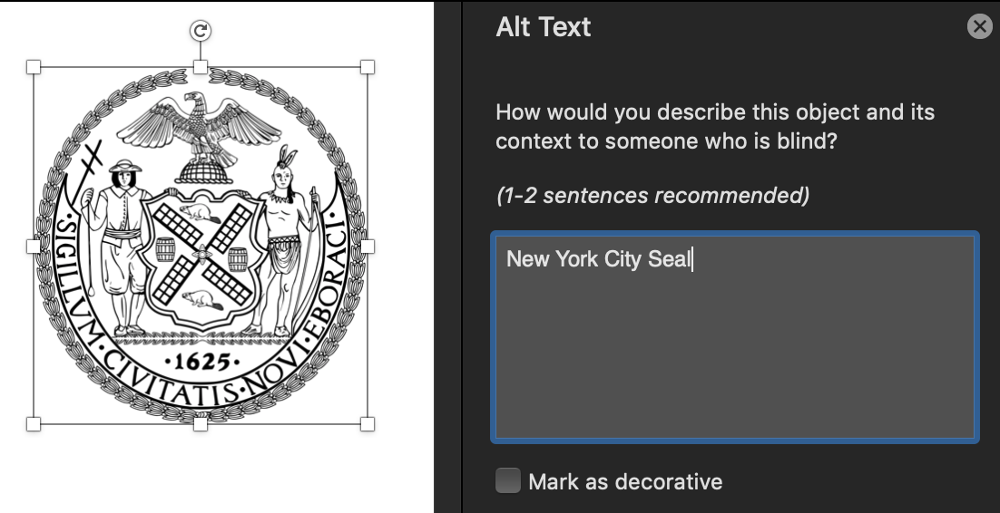 SIGILLVM·CIVITATIS·NOVI·EBORACI·
·1625·
Alt Text
How would you describe this object and its
context to someone who is blind?
(1-2 sentences recommended)
New York City Seal
Mark as decorative